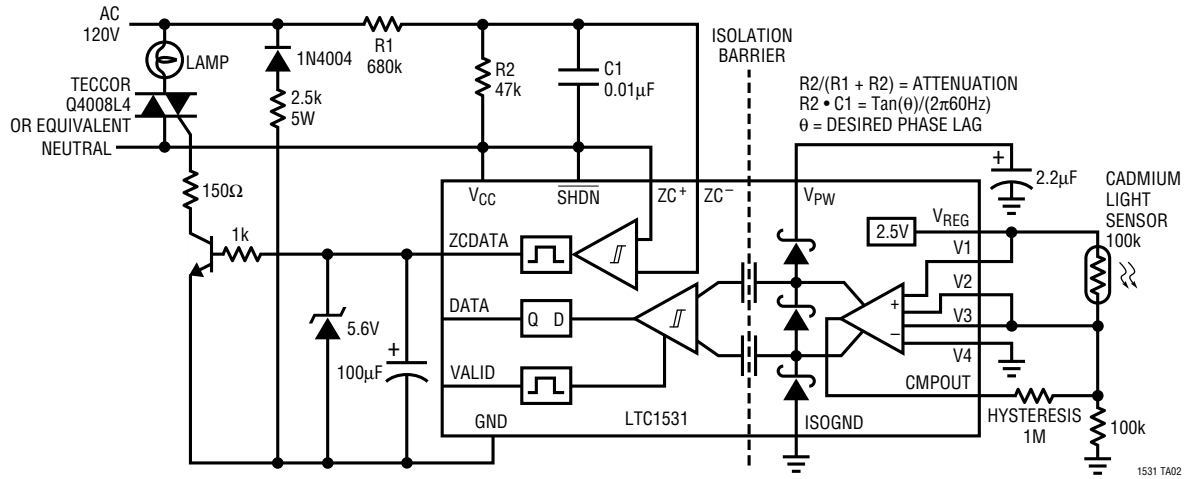 AC
120V
LAMP
TECCOR
Q4008L4
OR EQUIVALENT
NEUTRAL
1N4004
2.5k
5W
R1
680k
R2
47k
C1
0.01µF
ISOLATION
BARRIER
R2/(R1 + R2) = ATTENUATION
R2 • C1 = Tan(θ)/(2π60Hz)
θ = DESIRED PHASE LAG
+
2.2µF
CADMIUM
LIGHT
SENSOR
100k
150Ω
1k
5.6V
+
100µF
VCC
SHDN
ZC+
ZC−
VPW
ZCDATA
DATA
Q D
VALID
GND
LTC1531
ISOGND
2.5V
VREG
V1
V2
V3
V4
+
−
CMPOUT
HYSTERESIS
1M
100k
1531 TA02